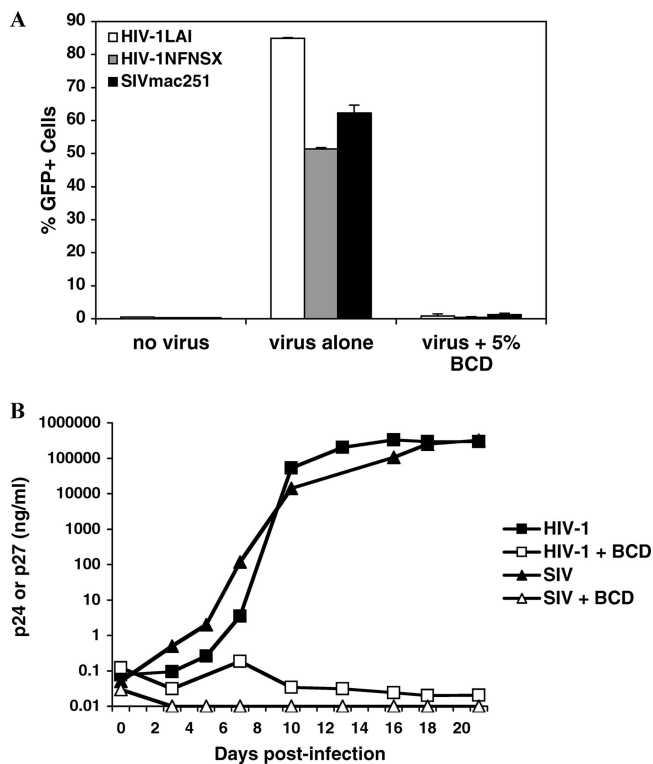 A
HIV-1LAI
HIV-1NFNSX
SIVmac251
% GFP+ Cells
90
80
70
60
50
40
30
20
10
0
no virus
virus alone
virus + 5% BCD
B
p24 or p27 (ng/ml)
1000000
100000
10000
1000
100
10
1
0.1
0.01
0 2 4 6 8 10 12 14 16 18 20
Days post-infection
HIV-1
HIV-1 + BCD
SIV
SIV + BCD